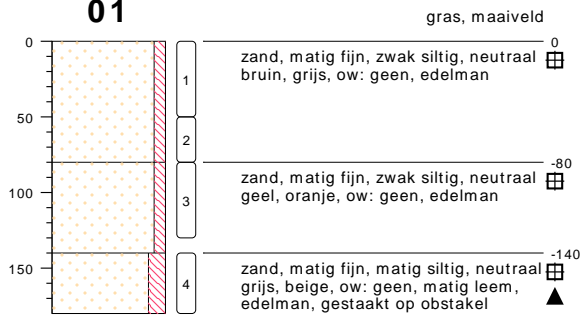 01
gras, maaiveld
0
0
zand, matig fijn, zwak siltig, neutraal
bruin, grijs, ow: geen, edelman
1
50
2
-80
zand, matig fijn, zwak siltig, neutraal
geel, oranje, ow: geen, edelman
100
3
-140
150
4
zand, matig fijn, matig siltig, neutraal
grijs, beige, ow: geen, matig leem,
edelman, gestaakt op obstakel